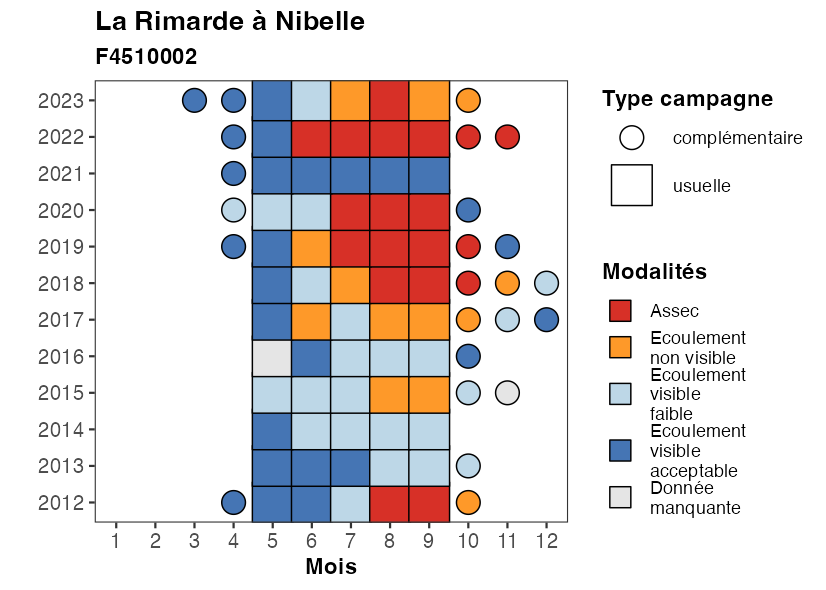 La Rimarde à Nibelle
F4510002
2023
2022
2021
2020
2019
2018
2017
2016
2015
2014
2013
2012
1 2 3 4 5 6 7 8 9 10 11 12
Mois
Type campagne
complémentaire
usuelle
Modalités
Assec
Ecoulement
non visible
Ecoulement
visible
faible
Ecoulement
visible
acceptable
Donnée
manquante